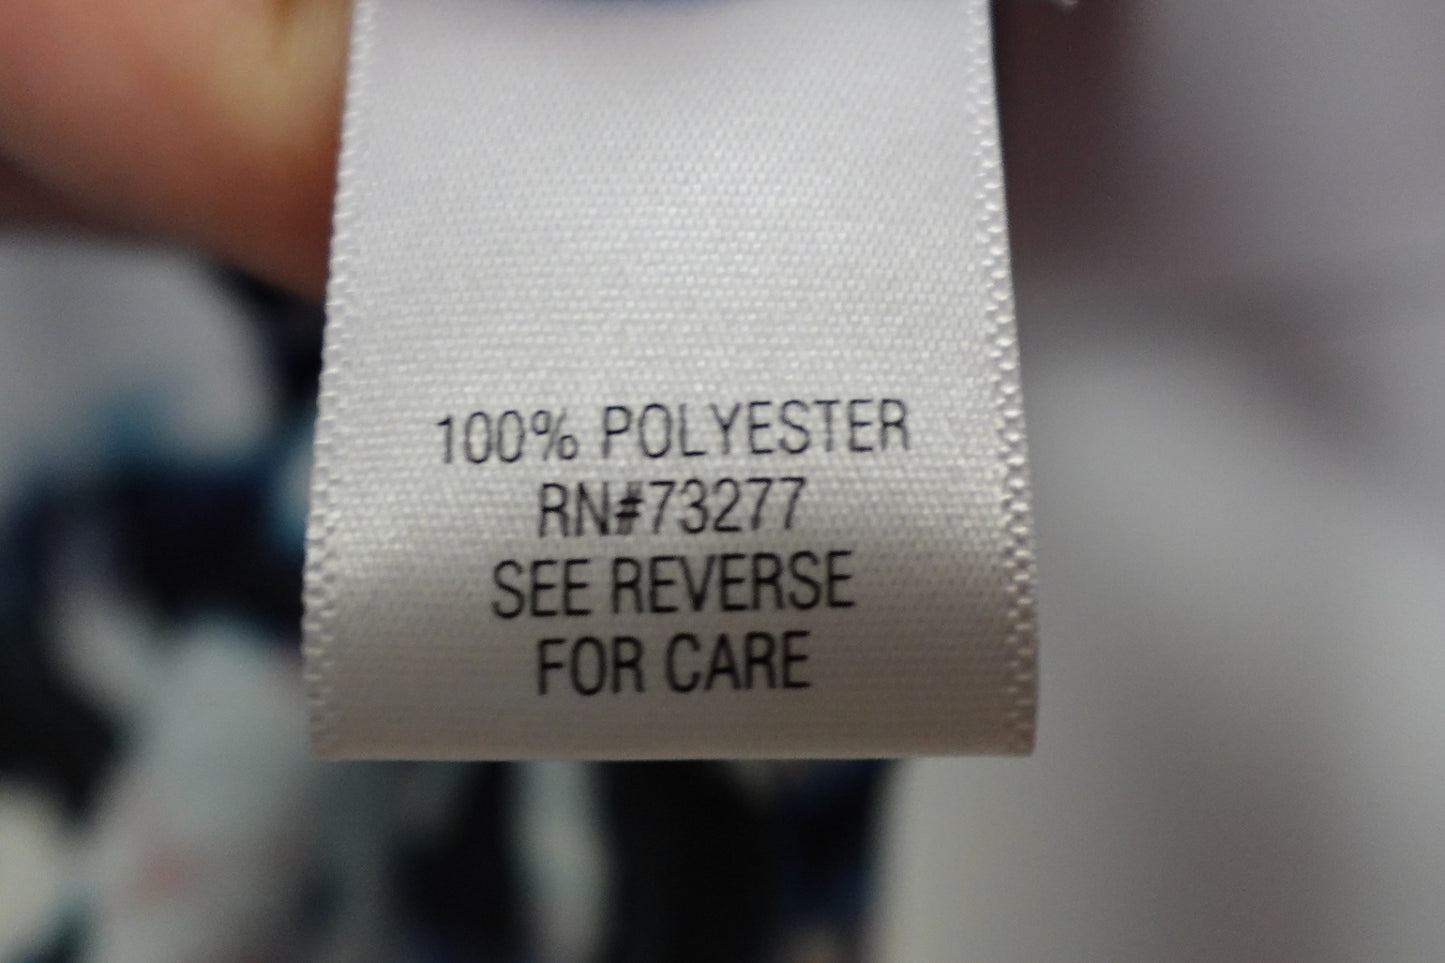 100% POLYESTER
RN#73277
SEE REVERSE
FOR CARE